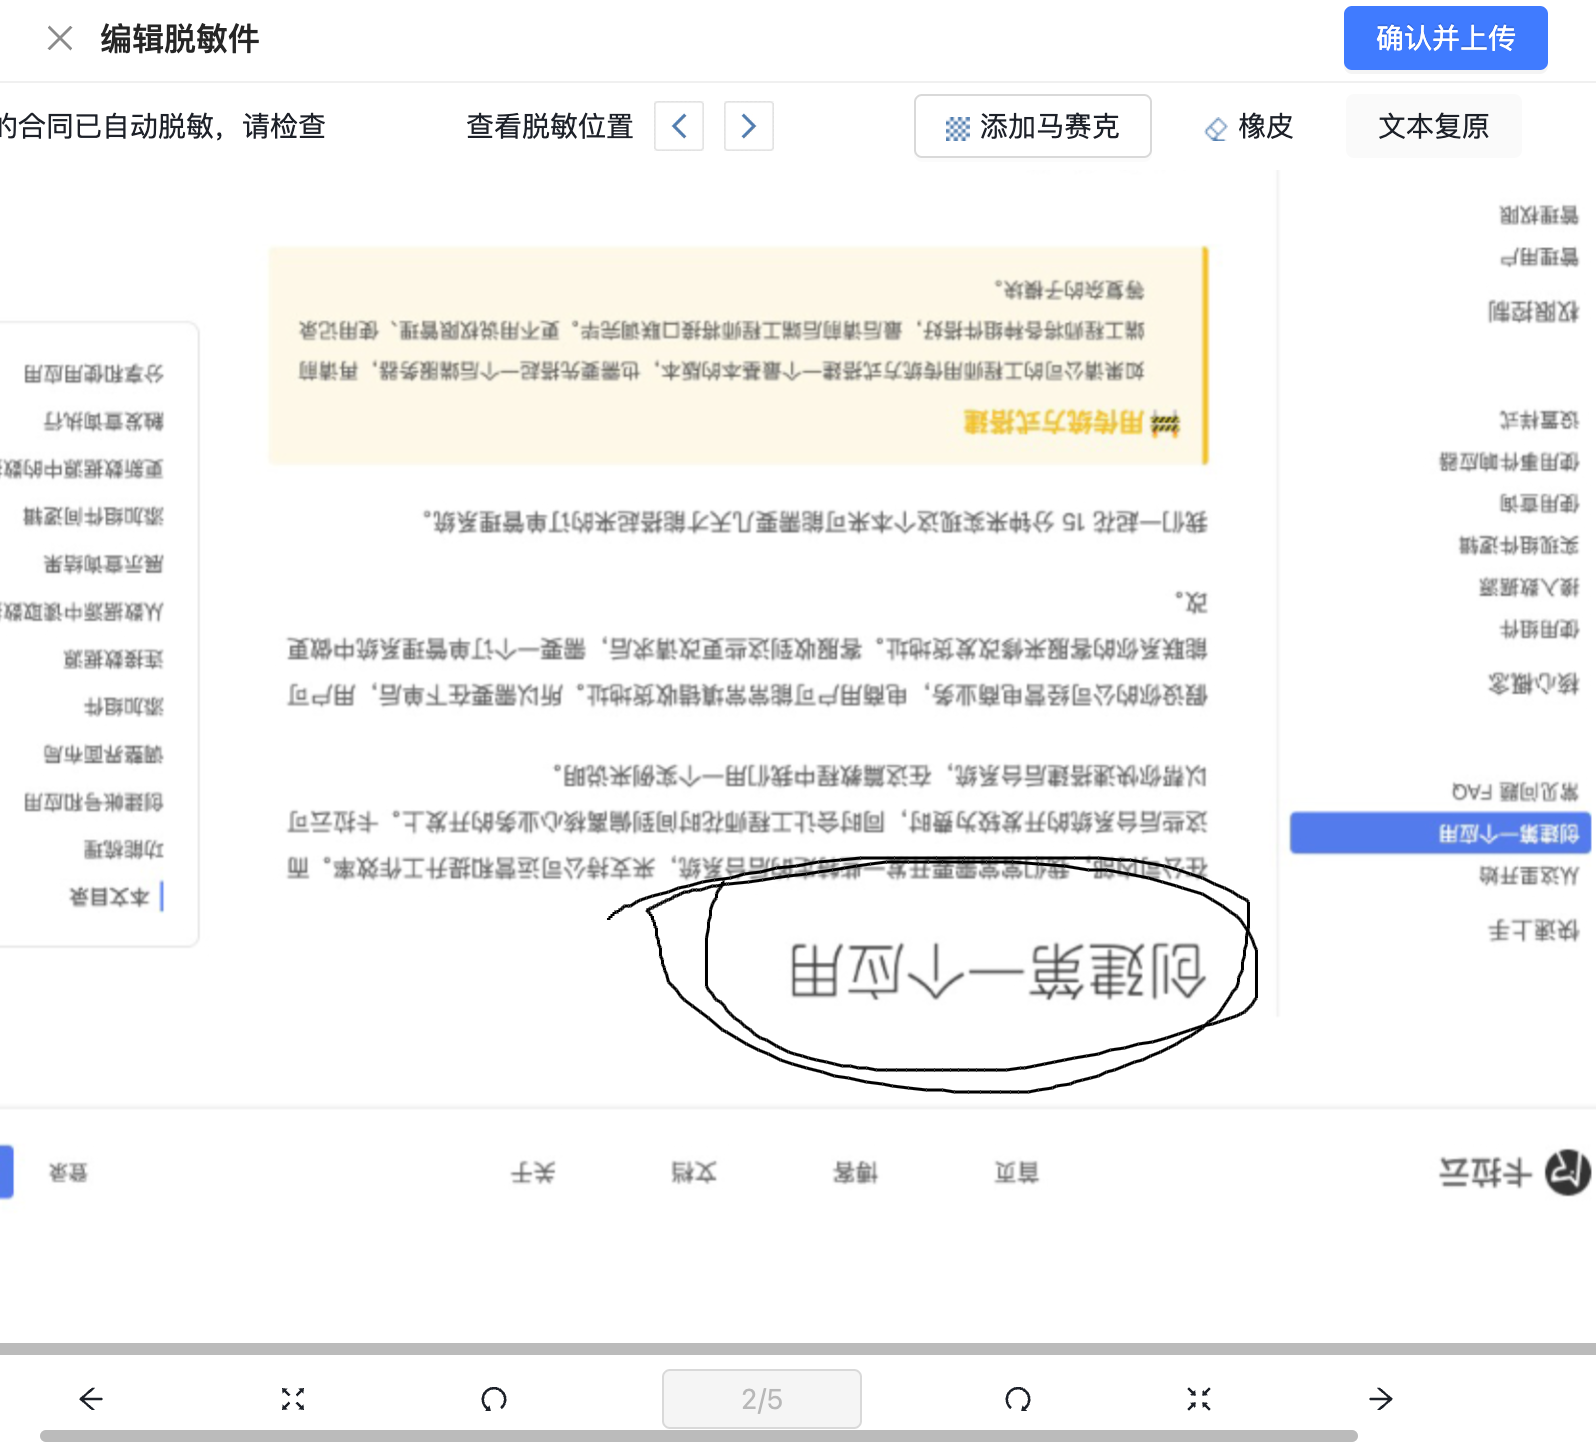 编辑脱敏件
确认并上传
的合同已自动脱敏，请检查
查看脱敏位置
添加马赛克
橡皮
文本复原
卡拉云
首页
博客
文档
关于
登录
快速上手
从这里开始
创建第一个应用
常见问题 FAQ
核心概念
使用组件
接入数据源
实现组件逻辑
使用查询
使用事件响应器
设置样式
权限控制
管理用户
管理权限
创建第一个应用
在公司内部，我们常常需要开发一些特定的后台系统，来支持公司运营和提升工作效率。而
这些后台系统的开发较为费时，同时会让工程师花时间到偏离核心业务的开发上。卡拉云可
以帮你快速搭建后台系统，在这篇教程中我们用一个实例来说明。
假设你的公司经营电商业务，电商用户可能常常填错收货地址。所以需要在下单后，用户可
能联系你的客服来修改发货地址。客服收到这些更改请求后，需要一个订单管理系统中做更
改。
我们一起花 15 分钟来实现这个本来可能需要几天才能搭起来的订单管理系统。
用传统方式搭建
如果请公司的工程师用传统方式搭建一个最基本的版本，也需要先搭起一个后端服务器，再请前
端工程师将各种组件搭好，最后请前后端工程师将接口联调完毕。更不用说权限管理、使用记录
等复杂的子模块。
本文目录
功能梳理
创建帐号和应用
调整界面布局
添加组件
连接数据源
从数据源中读取数
展示查询结果
添加组件间逻辑
更新数据源中的数
触发查询执行
分享和使用应用
2/5